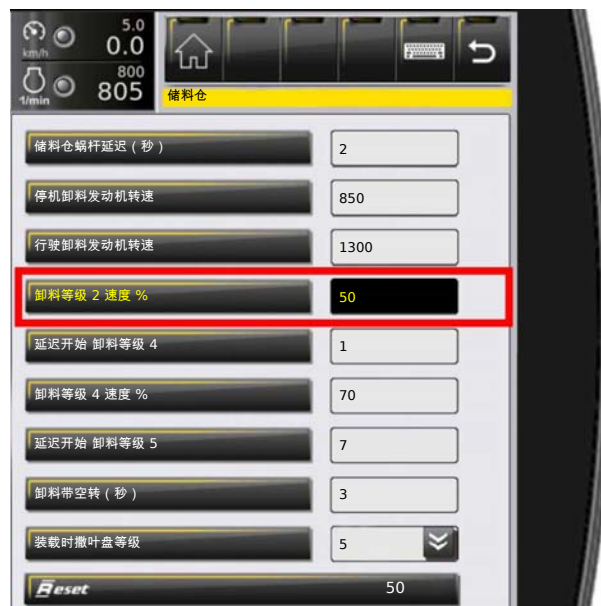 5.0
km/h 0.0
800
1/min 805
储料仓
储料仓蜗杆延迟（秒） 2
停机卸料发动机转速 850
行驶卸料发动机转速 1300
卸料等级 2 速度 % 50
延迟开始 卸料等级 4 1
卸料等级 4 速度 % 70
延迟开始 卸料等级 5 7
卸料带空转（秒） 3
装载时撒叶盘等级 5
Reset 50